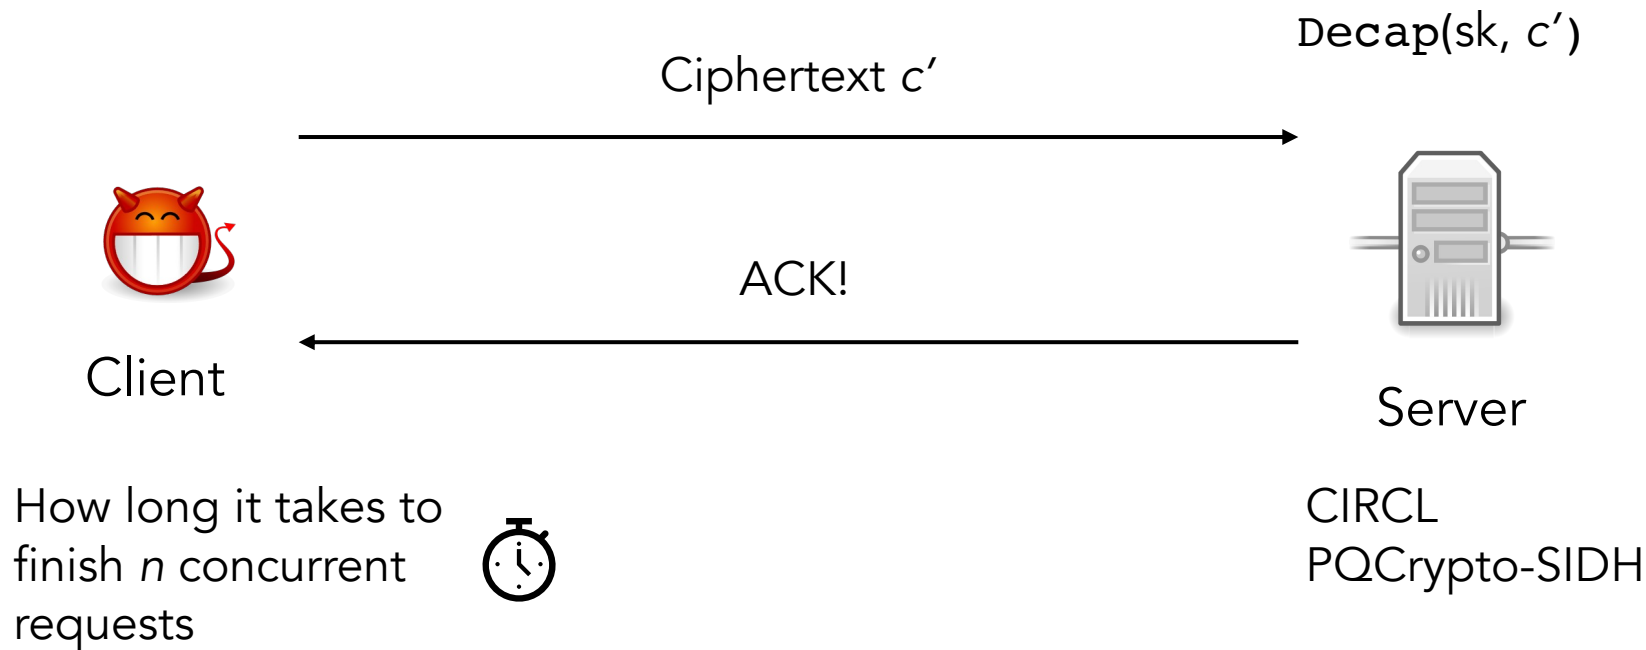 Decap(sk, c′)
Ciphertext c′
ACK!
Client
Server
How long it takes to
finish n concurrent
requests
CIRCL
PQCrypto-SIDH